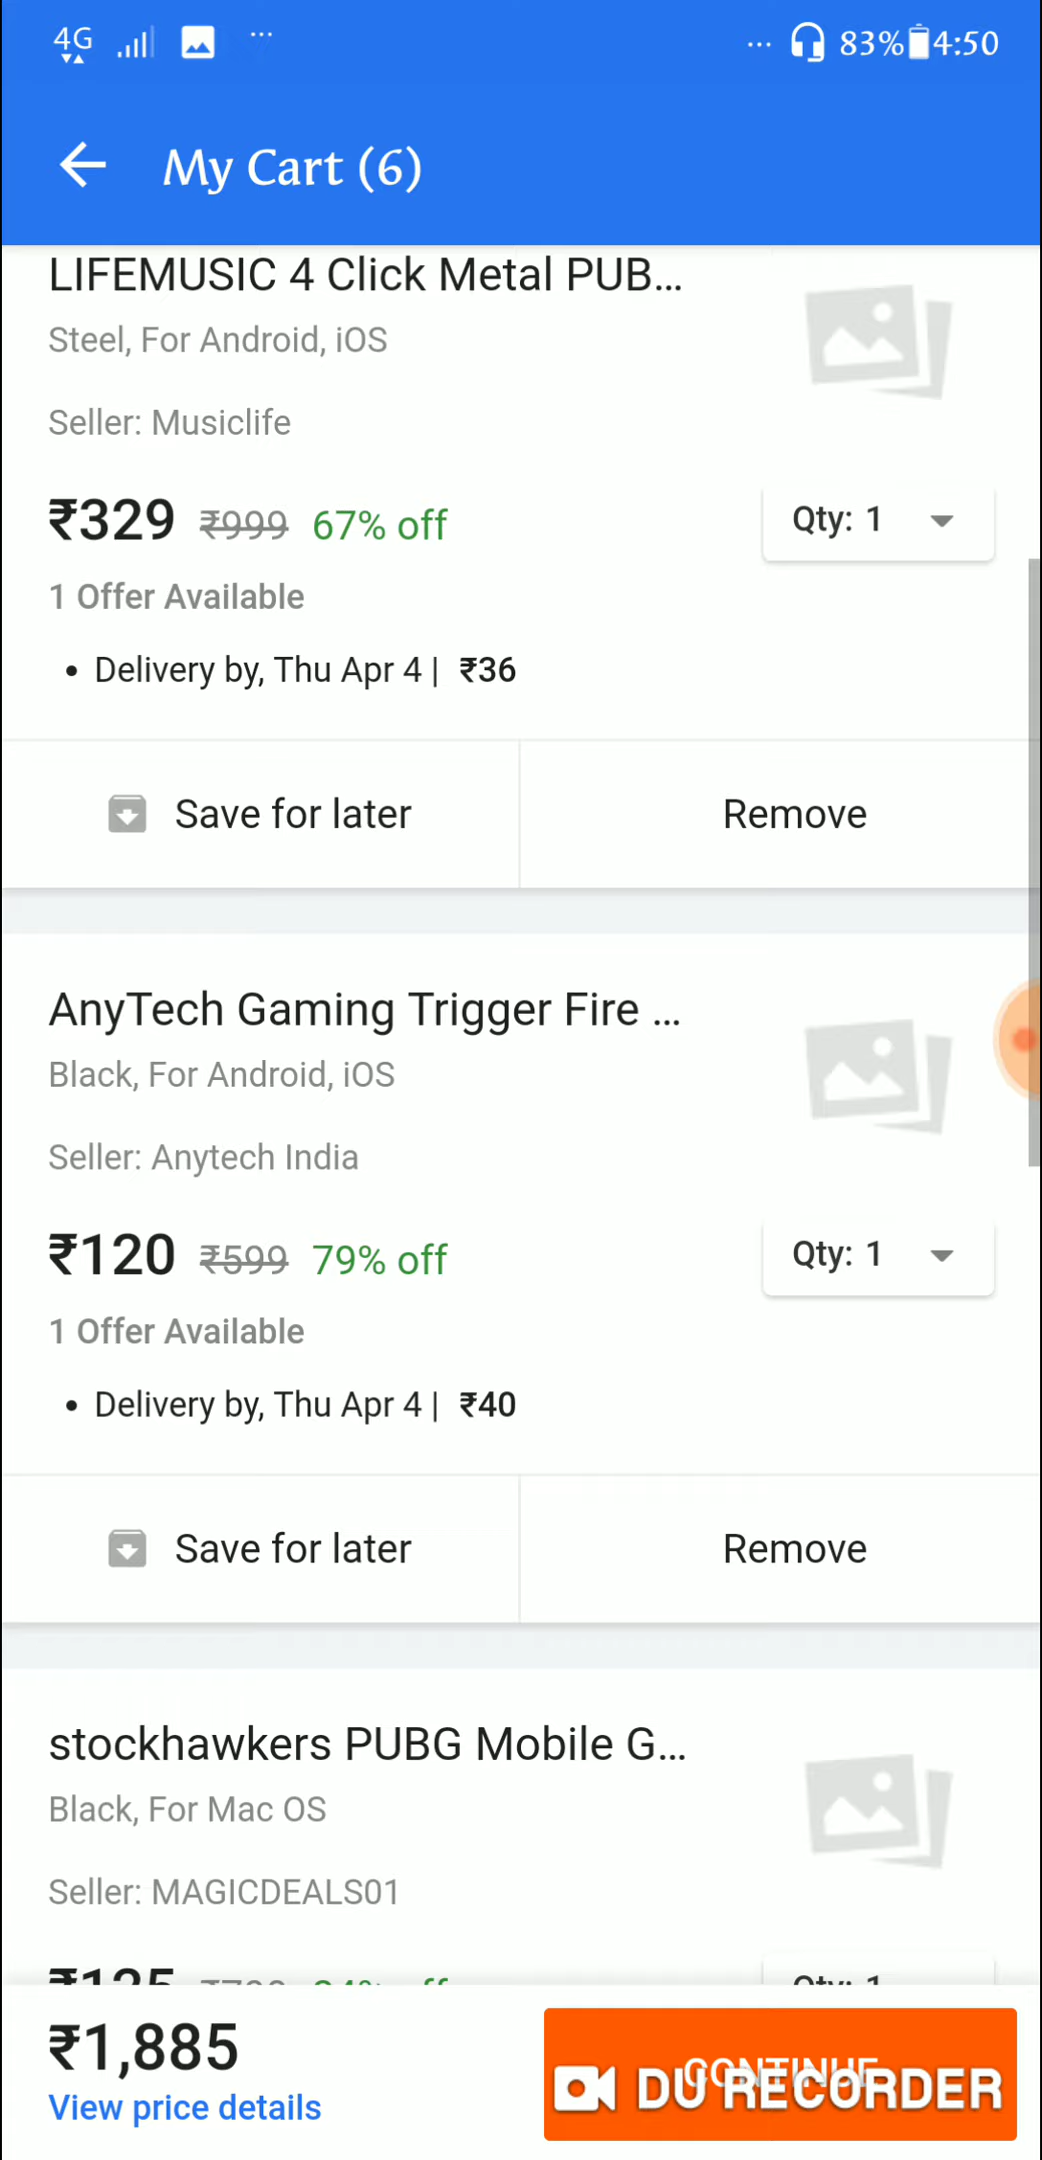 4G ... ... 83% 4:50
My Cart (6)
LIFEMUSIC 4 Click Metal PUB...
Steel, For Android, iOS
Seller: Musiclife
₹329 ₹999 67% off Qty: 1
1 Offer Available
• Delivery by, Thu Apr 4 | ₹36
Save for later Remove
AnyTech Gaming Trigger Fire ...
Black, For Android, iOS
Seller: Anytech India
₹120 ₹599 79% off Qty: 1
1 Offer Available
• Delivery by, Thu Apr 4 | ₹40
Save for later Remove
stockhawkers PUBG Mobile G...
Black, For Mac OS
Seller: MAGICDEALS01
Qty: 1
₹1,885 CONTINUE
DU RECORDER
View price details